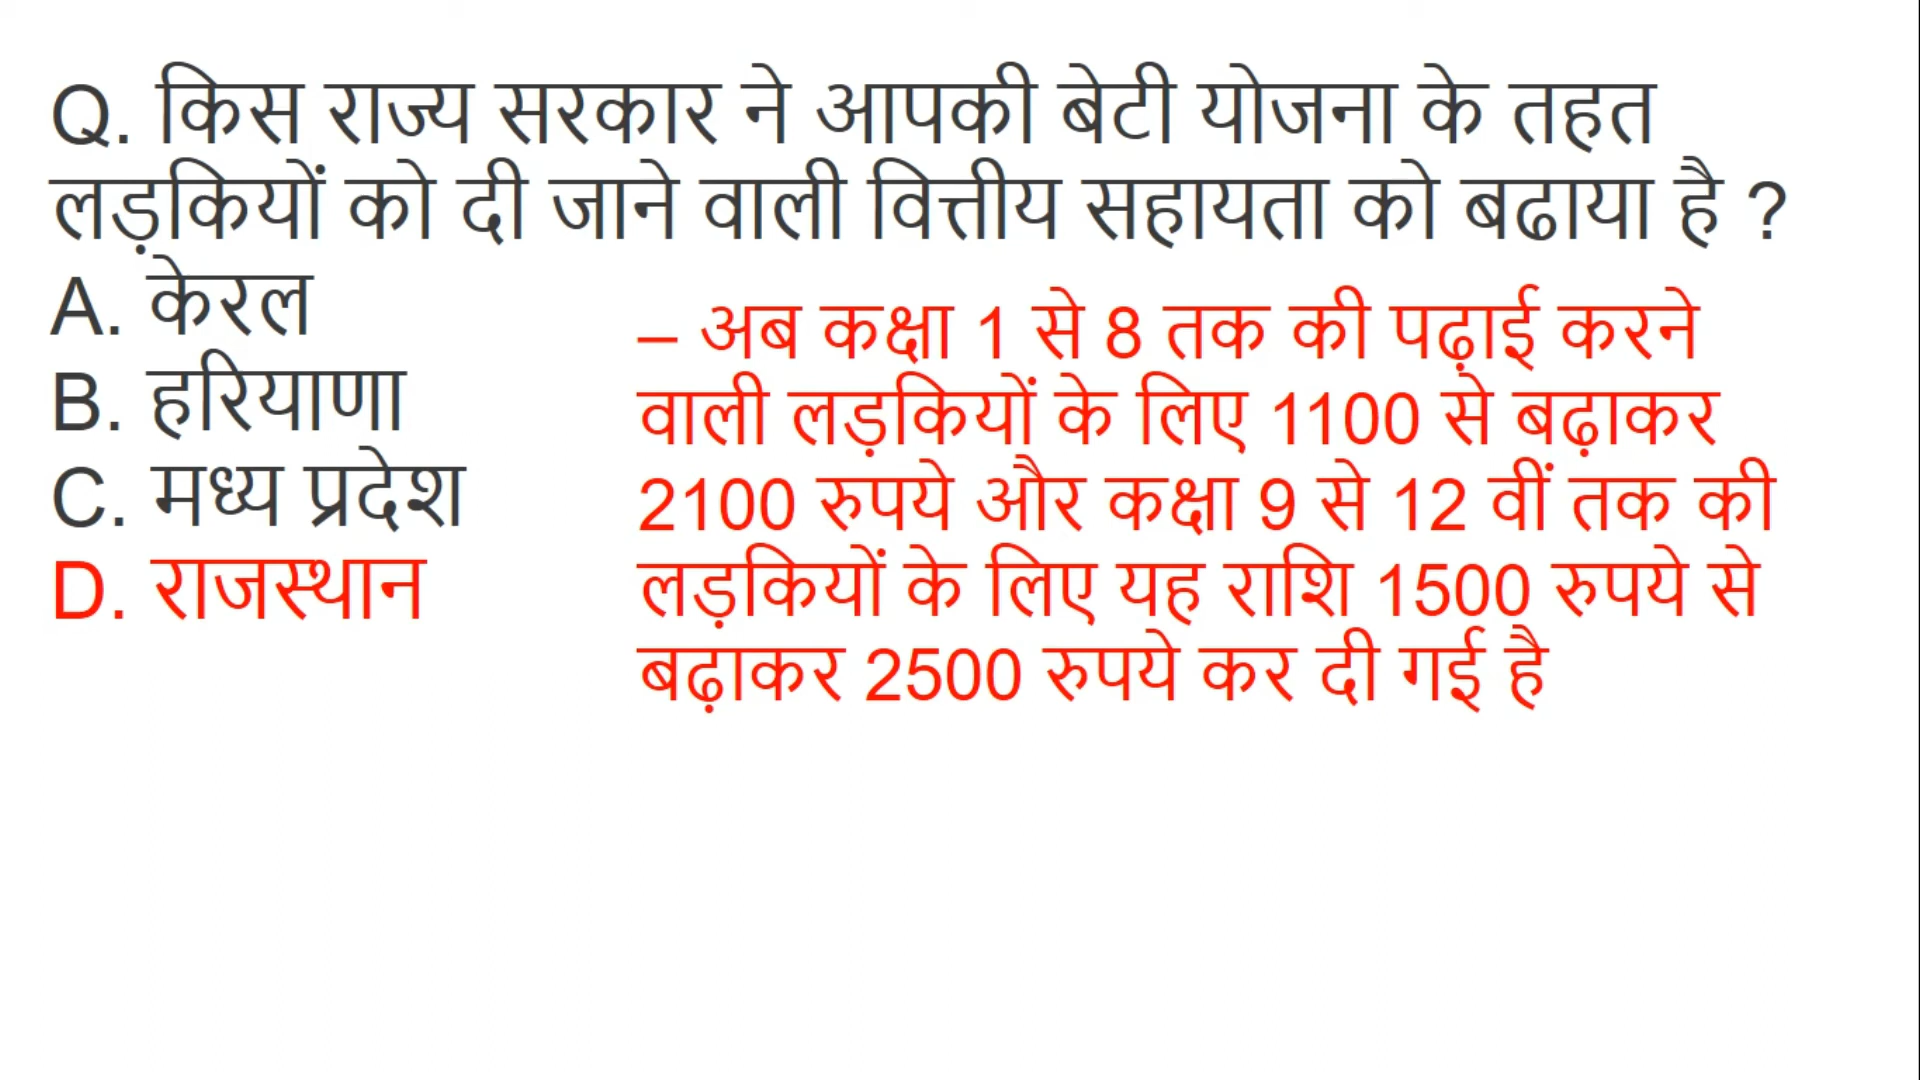 Q. किस राज्य सरकार ने आपकी बेटी योजना के तहत
लड़कियों को दी जाने वाली वित्तीय सहायता को बढाया है ?
A. केरल
B. हरियाणा
C. मध्य प्रदेश
D. राजस्थान
– अब कक्षा 1 से 8 तक की पढ़ाई करने
वाली लड़कियों के लिए 1100 से बढ़ाकर
2100 रुपये और कक्षा 9 से 12 वीं तक की
लड़कियों के लिए यह राशि 1500 रुपये से
बढ़ाकर 2500 रुपये कर दी गई है